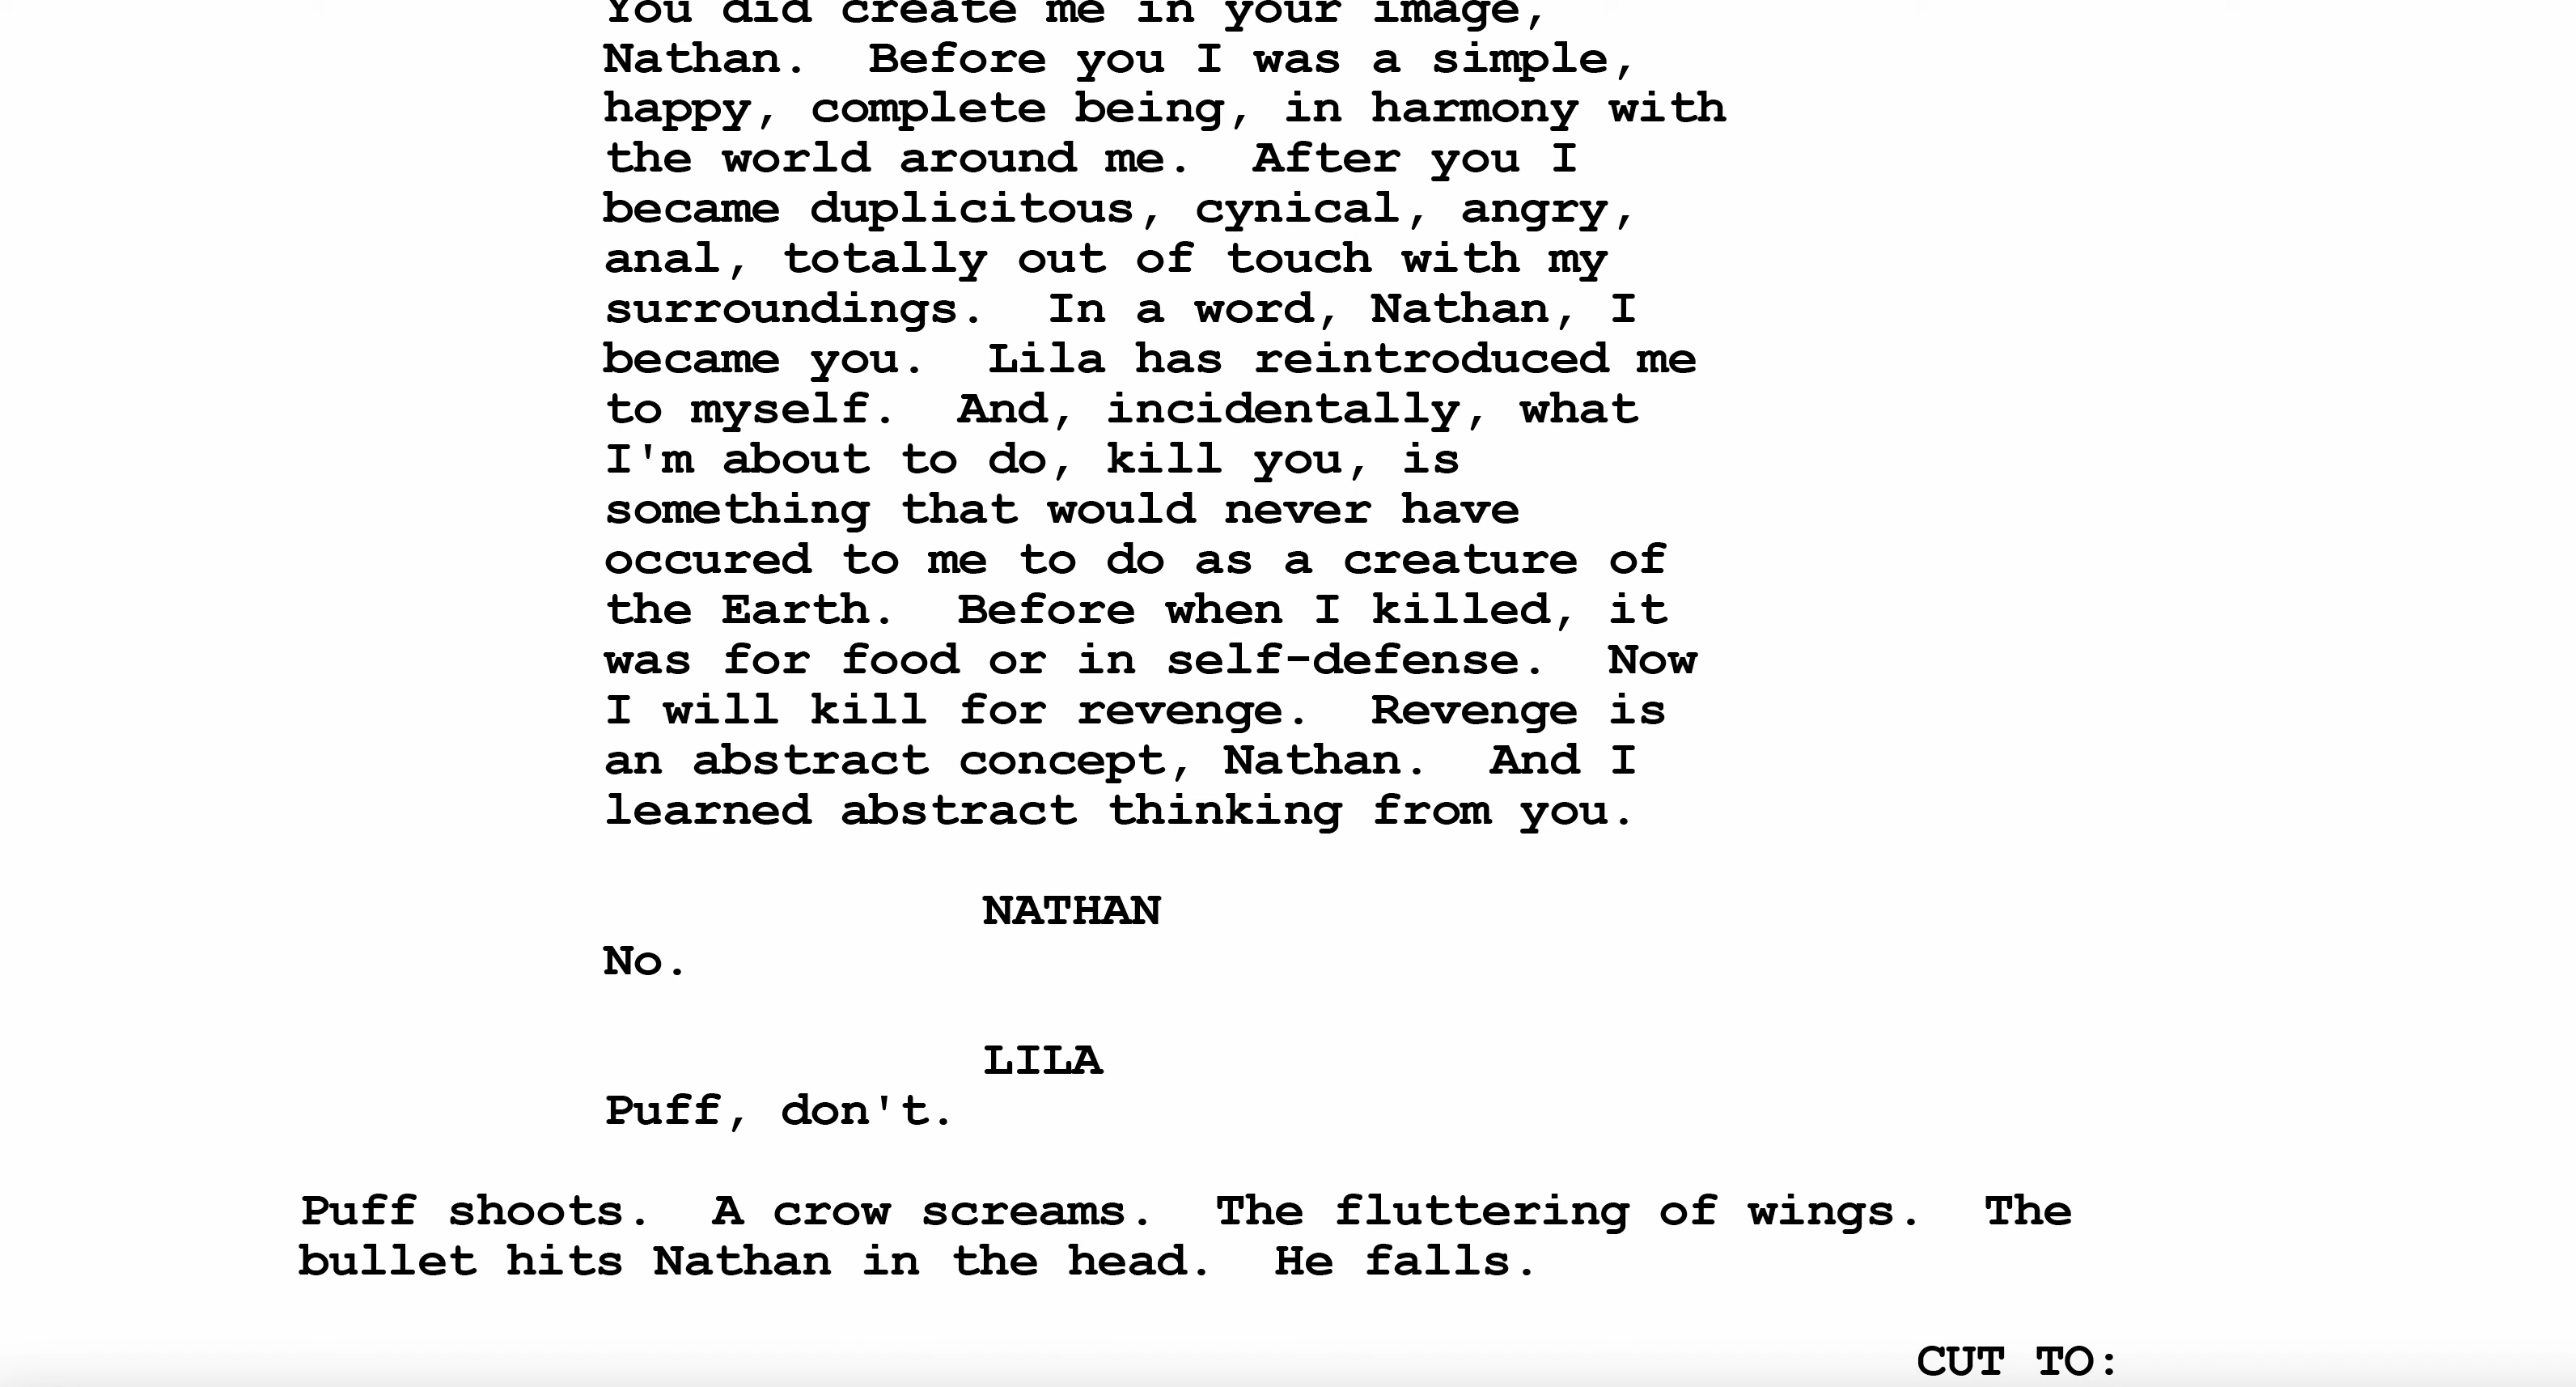 You did create me in your image,
Nathan.  Before you I was a simple,
happy, complete being, in harmony with
the world around me.  After you I
became duplicitous, cynical, angry,
anal, totally out of touch with my
surroundings.  In a word, Nathan, I
became you.  Lila has reintroduced me
to myself.  And, incidentally, what
I'm about to do, kill you, is
something that would never have
occured to me to do as a creature of
the Earth.  Before when I killed, it
was for food or in self-defense.  Now
I will kill for revenge.  Revenge is
an abstract concept, Nathan.  And I
learned abstract thinking from you.
NATHAN
No.
LILA
Puff, don't.
Puff shoots.  A crow screams.  The fluttering of wings.  The
bullet hits Nathan in the head.  He falls.
CUT TO: